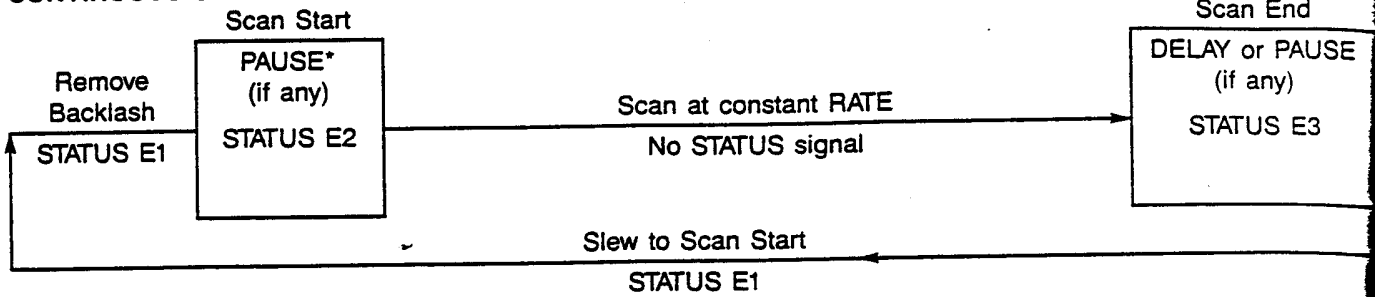 Scan Start
Scan End
PAUSE*
(if any)
STATUS E2
DELAY or PAUSE
(if any)
STATUS E3
Remove
Backlash
STATUS E1
Scan at constant RATE
No STATUS signal
Slew to Scan Start
STATUS E1